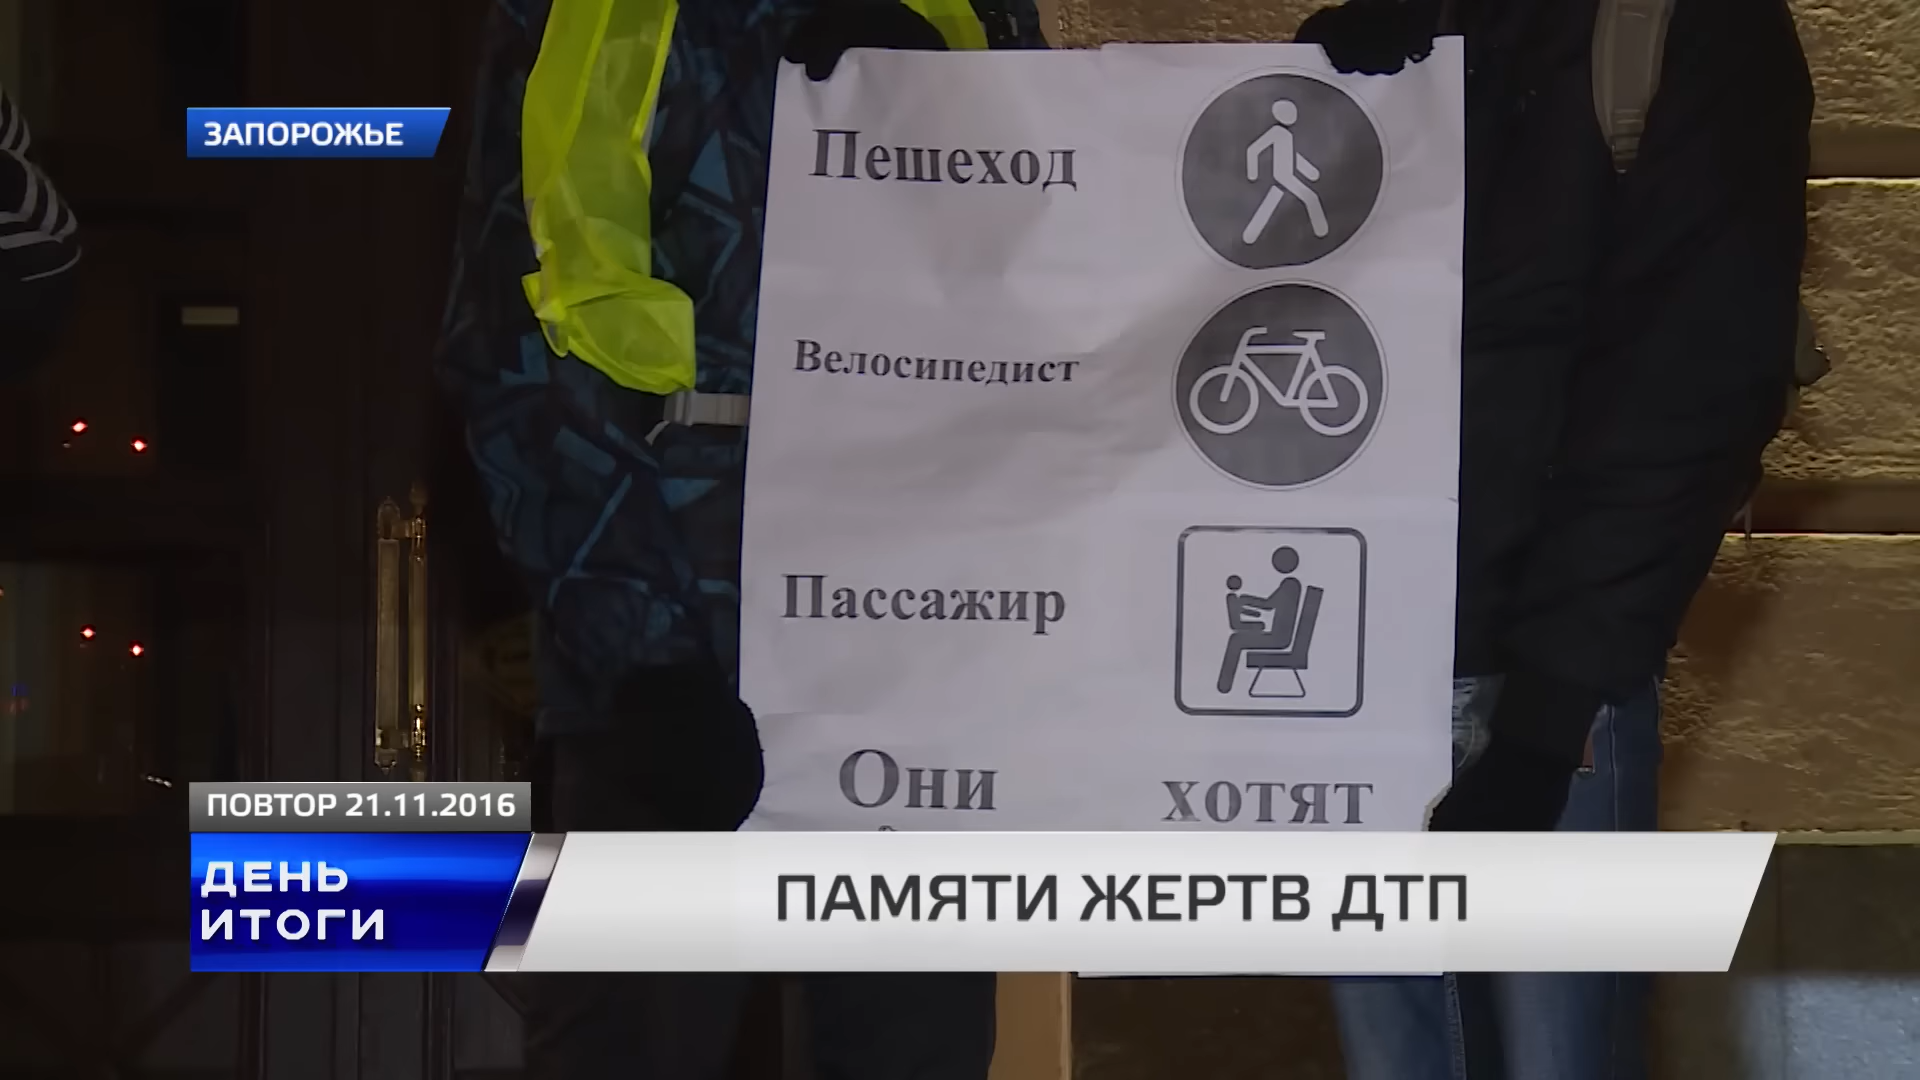 ЗАПОРОЖЬЕ
Пешеход
Велосипедист
Пассажир
Они хотят
ПОВТОР 21.11.2016
ДЕНЬ
ИТОГИ
ПАМЯТИ ЖЕРТВ ДТП